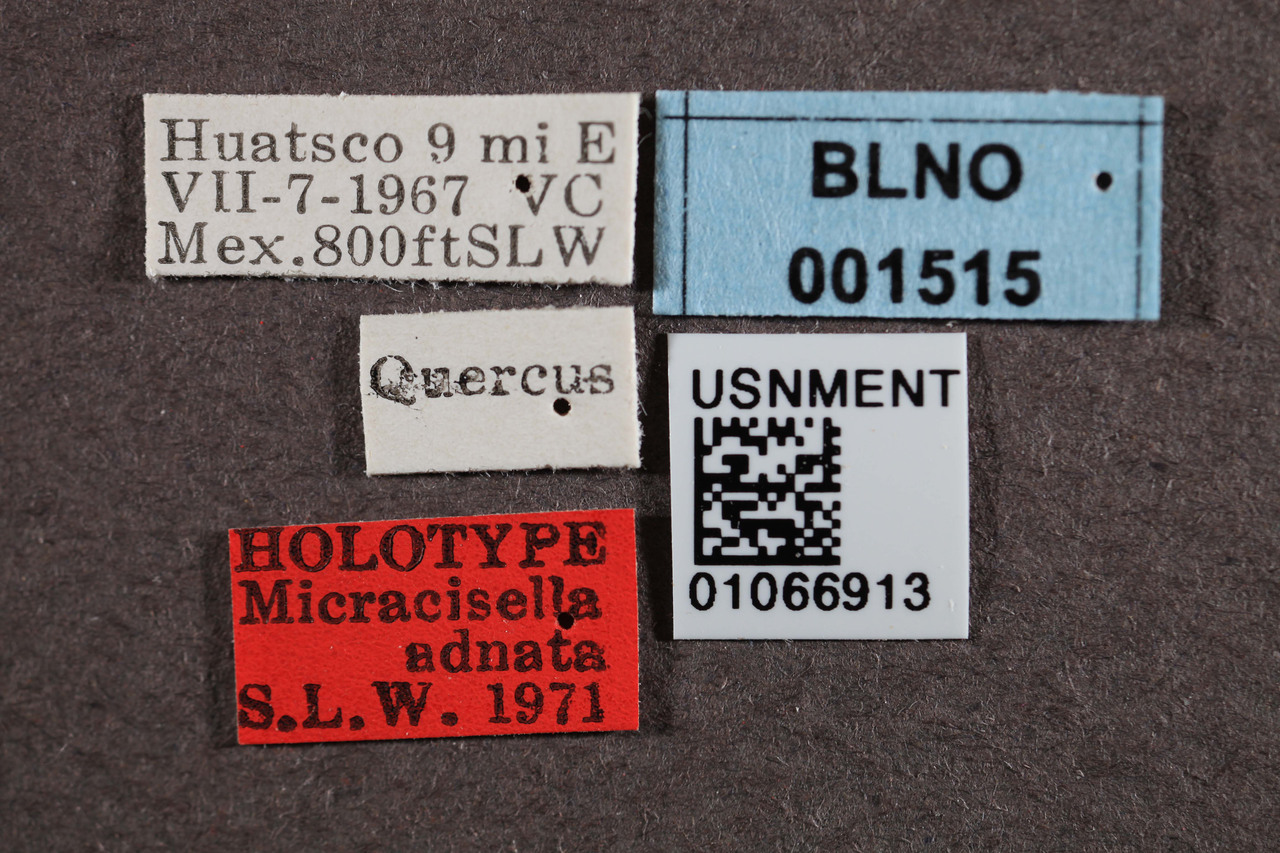 Huatsco 9 mi E
VII-7-1967 VC
Mex.800ftSLW
BLNO
001515
Quercus
USNMENT
01066913
HOLOTYPE
Micracisella
adnata
S.L.W. 1971